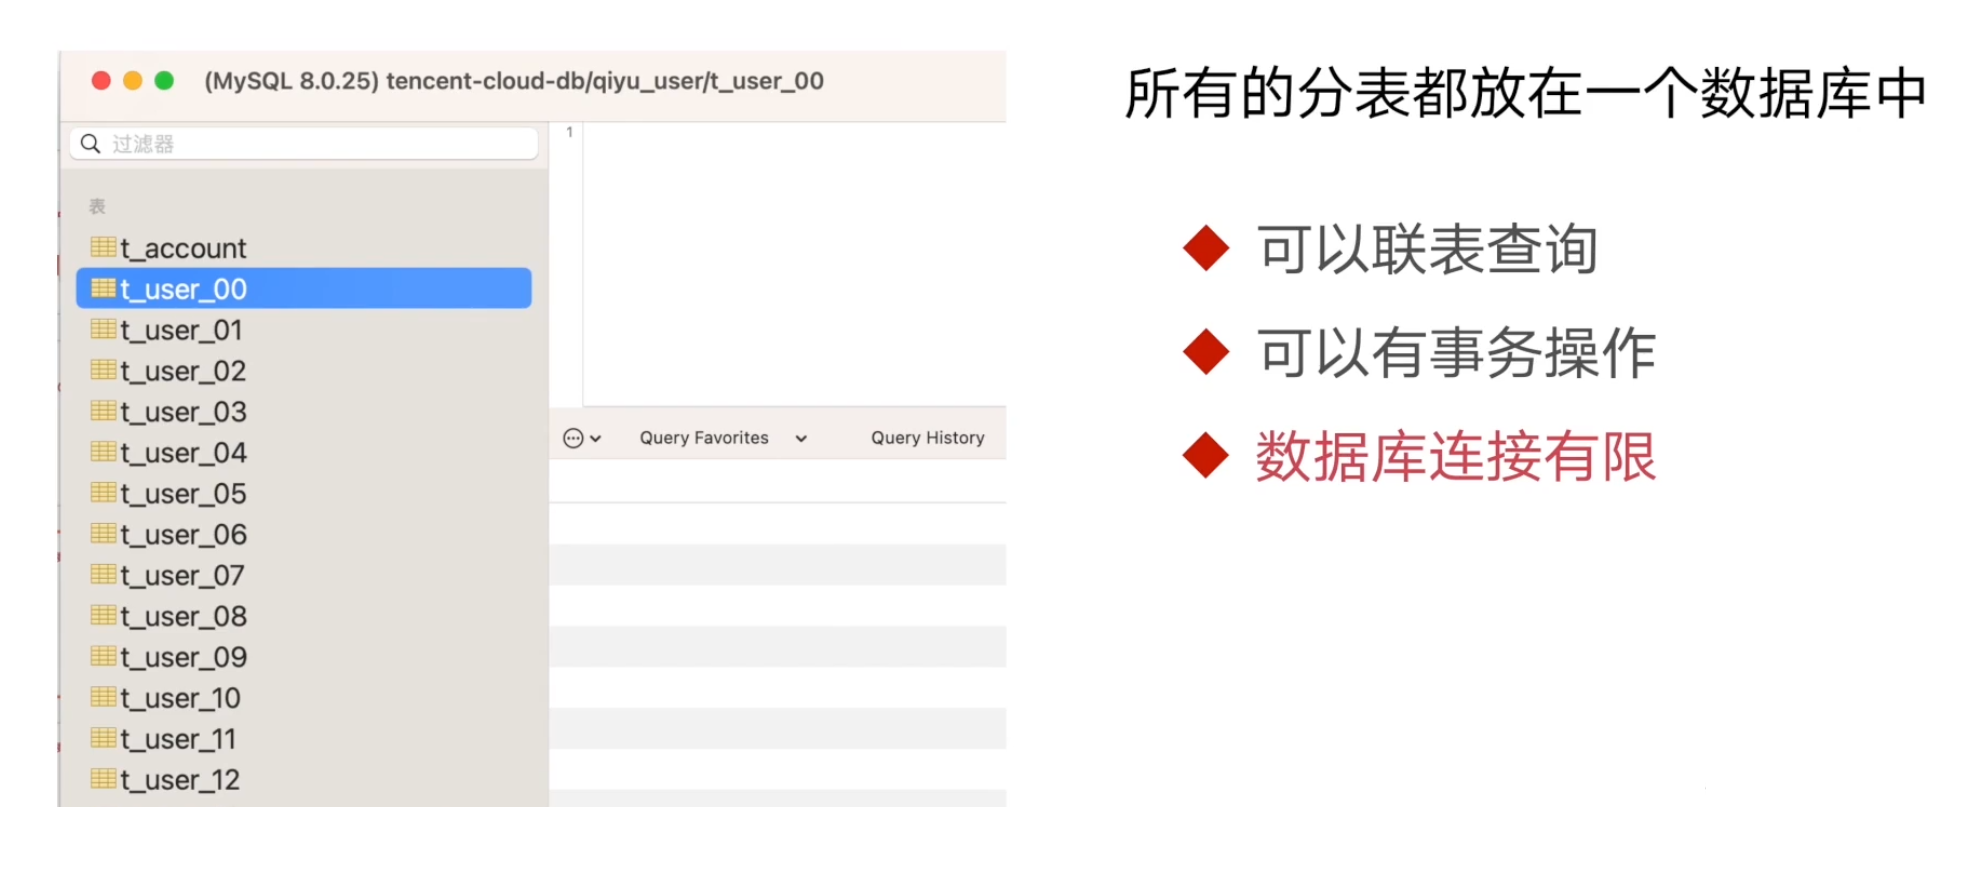 (MySQL 8.0.25) tencent-cloud-db/qiyu_user/t_user_00
过滤器
表
t_account
t_user_00
t_user_01
t_user_02
t_user_03
t_user_04
t_user_05
t_user_06
t_user_07
t_user_08
t_user_09
t_user_10
t_user_11
t_user_12
1
Query Favorites
Query History
所有的分表都放在一个数据库中
可以联表查询
可以有事务操作
数据库连接有限